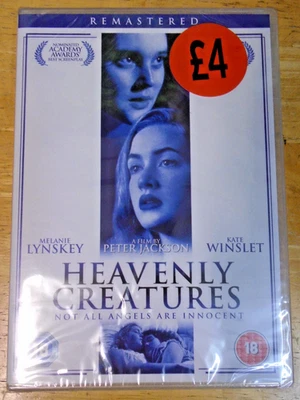 REMASTERED
NOMINATED
ACADEMY
AWARDS
BEST SCREENPLAY
£4
MELANIE
LYNSKEY
A FILM BY
PETER JACKSON
KATE
WINSLET
HEAVENLY
CREATURES
NOT ALL ANGELS ARE INNOCENT
18